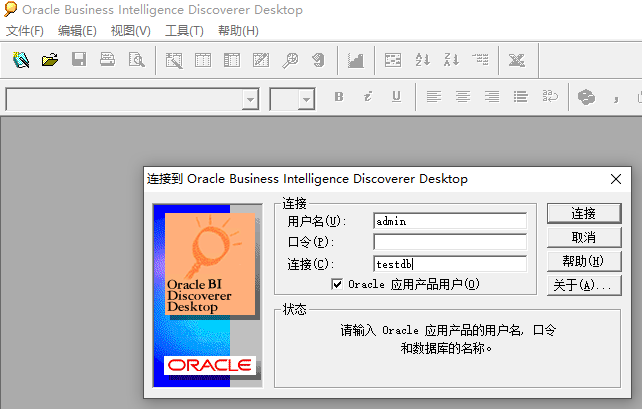 Oracle Business Intelligence Discoverer Desktop
文件(F) 编辑(E) 视图(V) 工具(T) 帮助(H)
B i U
连接到 Oracle Business Intelligence Discoverer Desktop
连接
用户名(U): admin
口令(P):
连接(C): testdb
Oracle 应用产品用户(O)
连接
取消
帮助(H)
关于(A)...
Oracle BI
Discoverer
Desktop
ORACLE
状态
请输入 Oracle 应用产品的用户名, 口令
和数据库的名称。